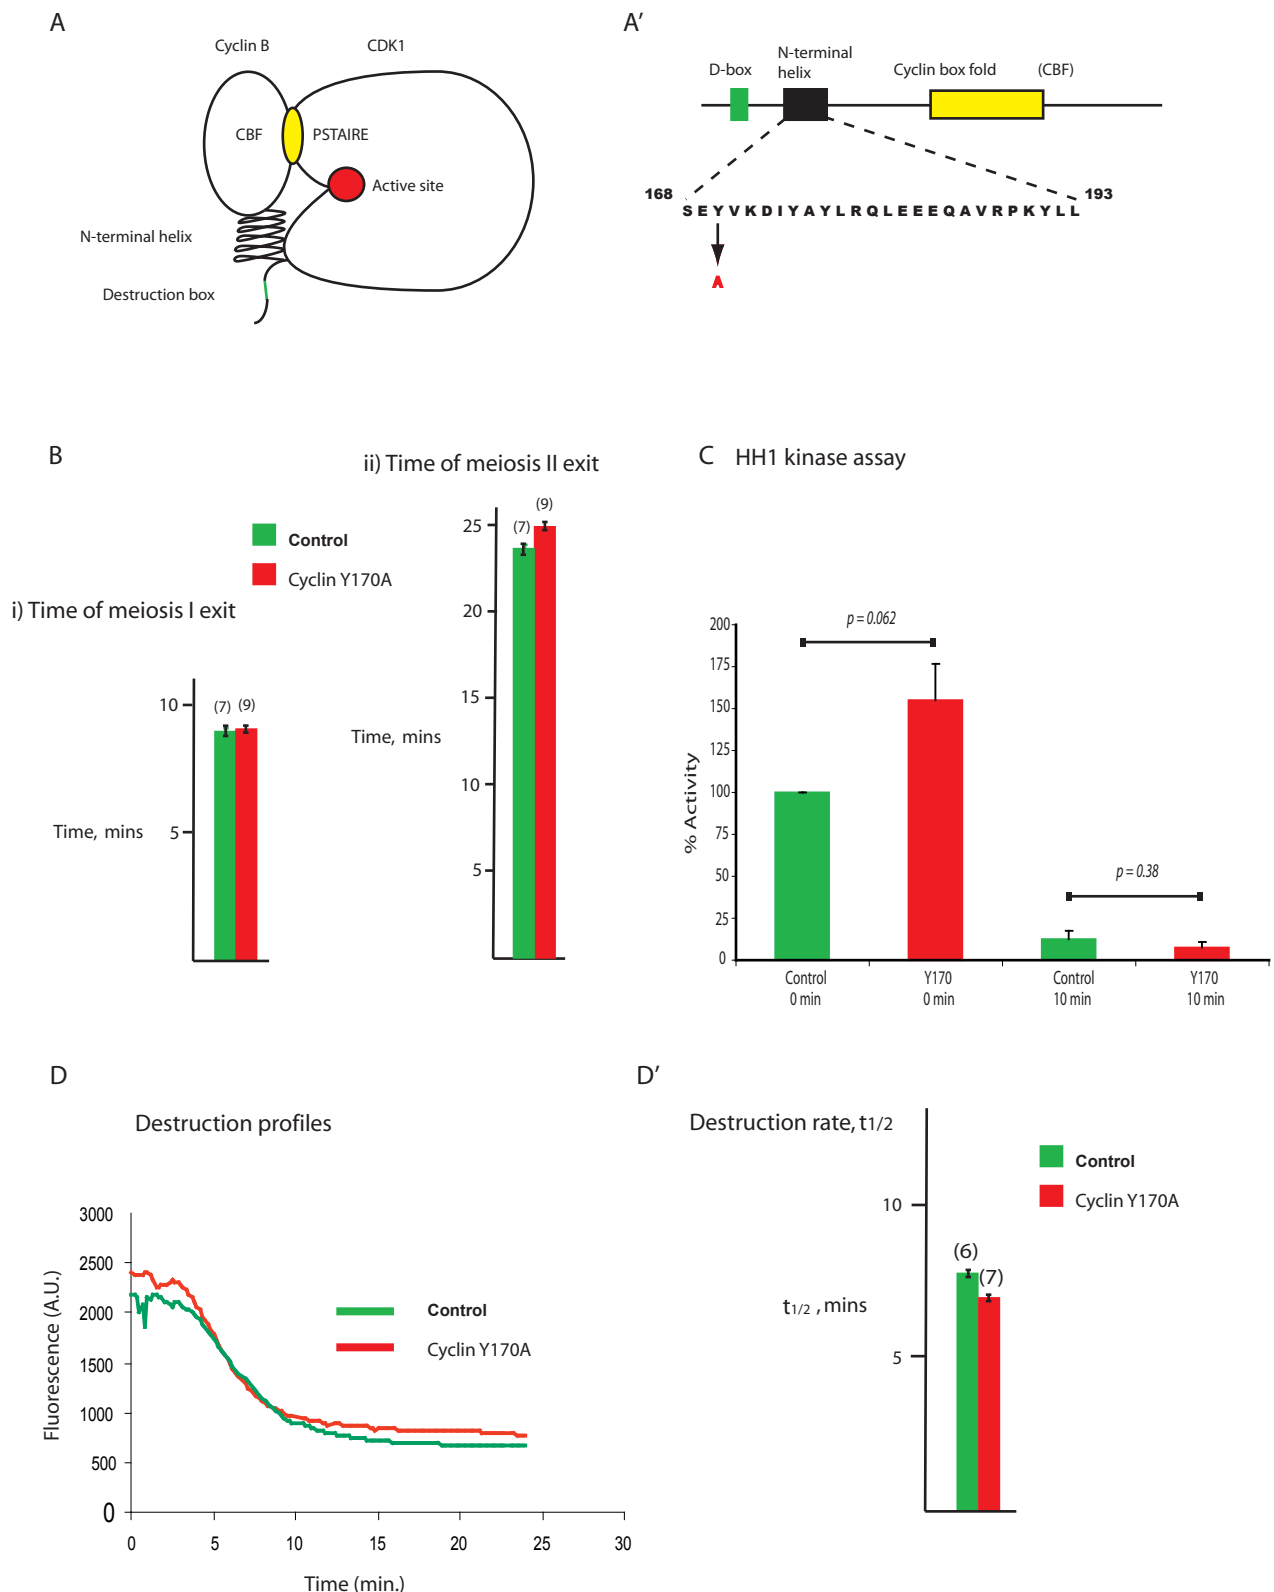 A
Cyclin B
CDK1
CBF
PSTAIRE
Active site
N-terminal helix
Destruction box
A'
D-box
N-terminal
helix
Cyclin box fold
(CBF)
168
193
SEYVKDIYAYLRQLEEEQAVRPKYLL
A
B
i) Time of meiosis I exit
Control
Cyclin Y170A
10
5
(7)
(9)
Time, mins
ii) Time of meiosis II exit
25
20
15
10
5
(7)
(9)
Time, mins
C HH1 kinase assay
% Activity
200
175
150
125
100
75
50
25
0
p = 0.062
p = 0.38
Control
0 min
Y170
0 min
Control
10 min
Y170
10 min
D
Destruction profiles
Fluorescence (A.U.)
3000
2500
2000
1500
1000
500
0
Control
Cyclin Y170A
0 5 10 15 20 25 30
Time (min.)
D'
Destruction rate, t1/2
Control
Cyclin Y170A
10
5
(6)
(7)
t1/2 , mins